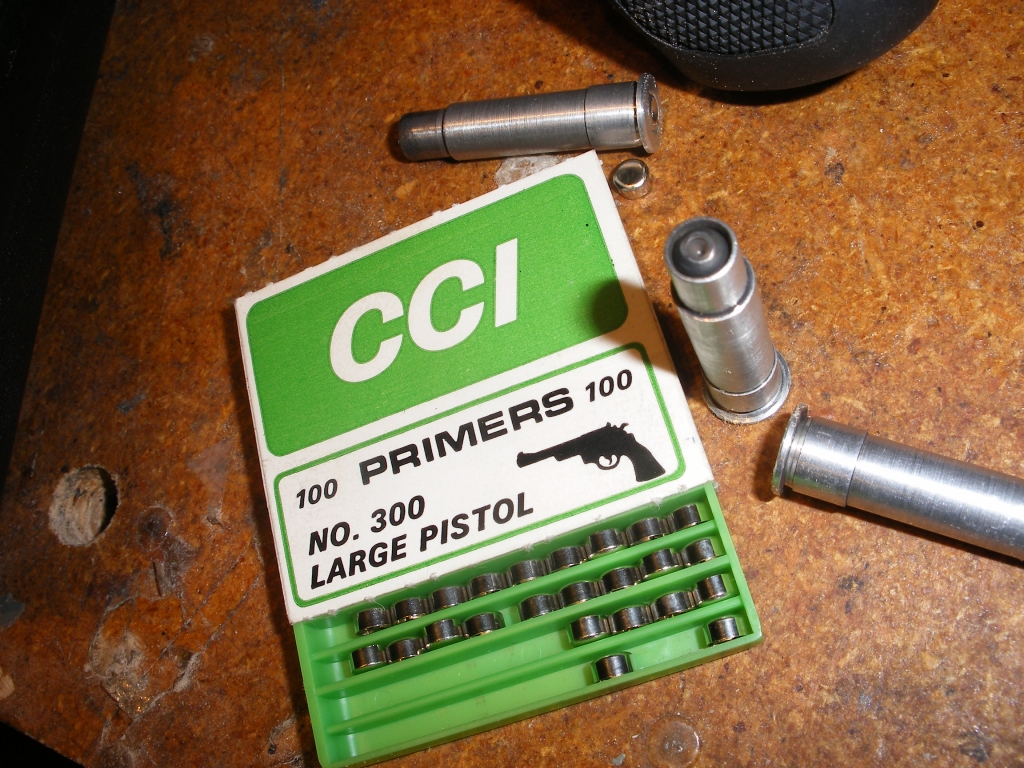 CCI
100 PRIMERS 100
NO. 300
LARGE PISTOL